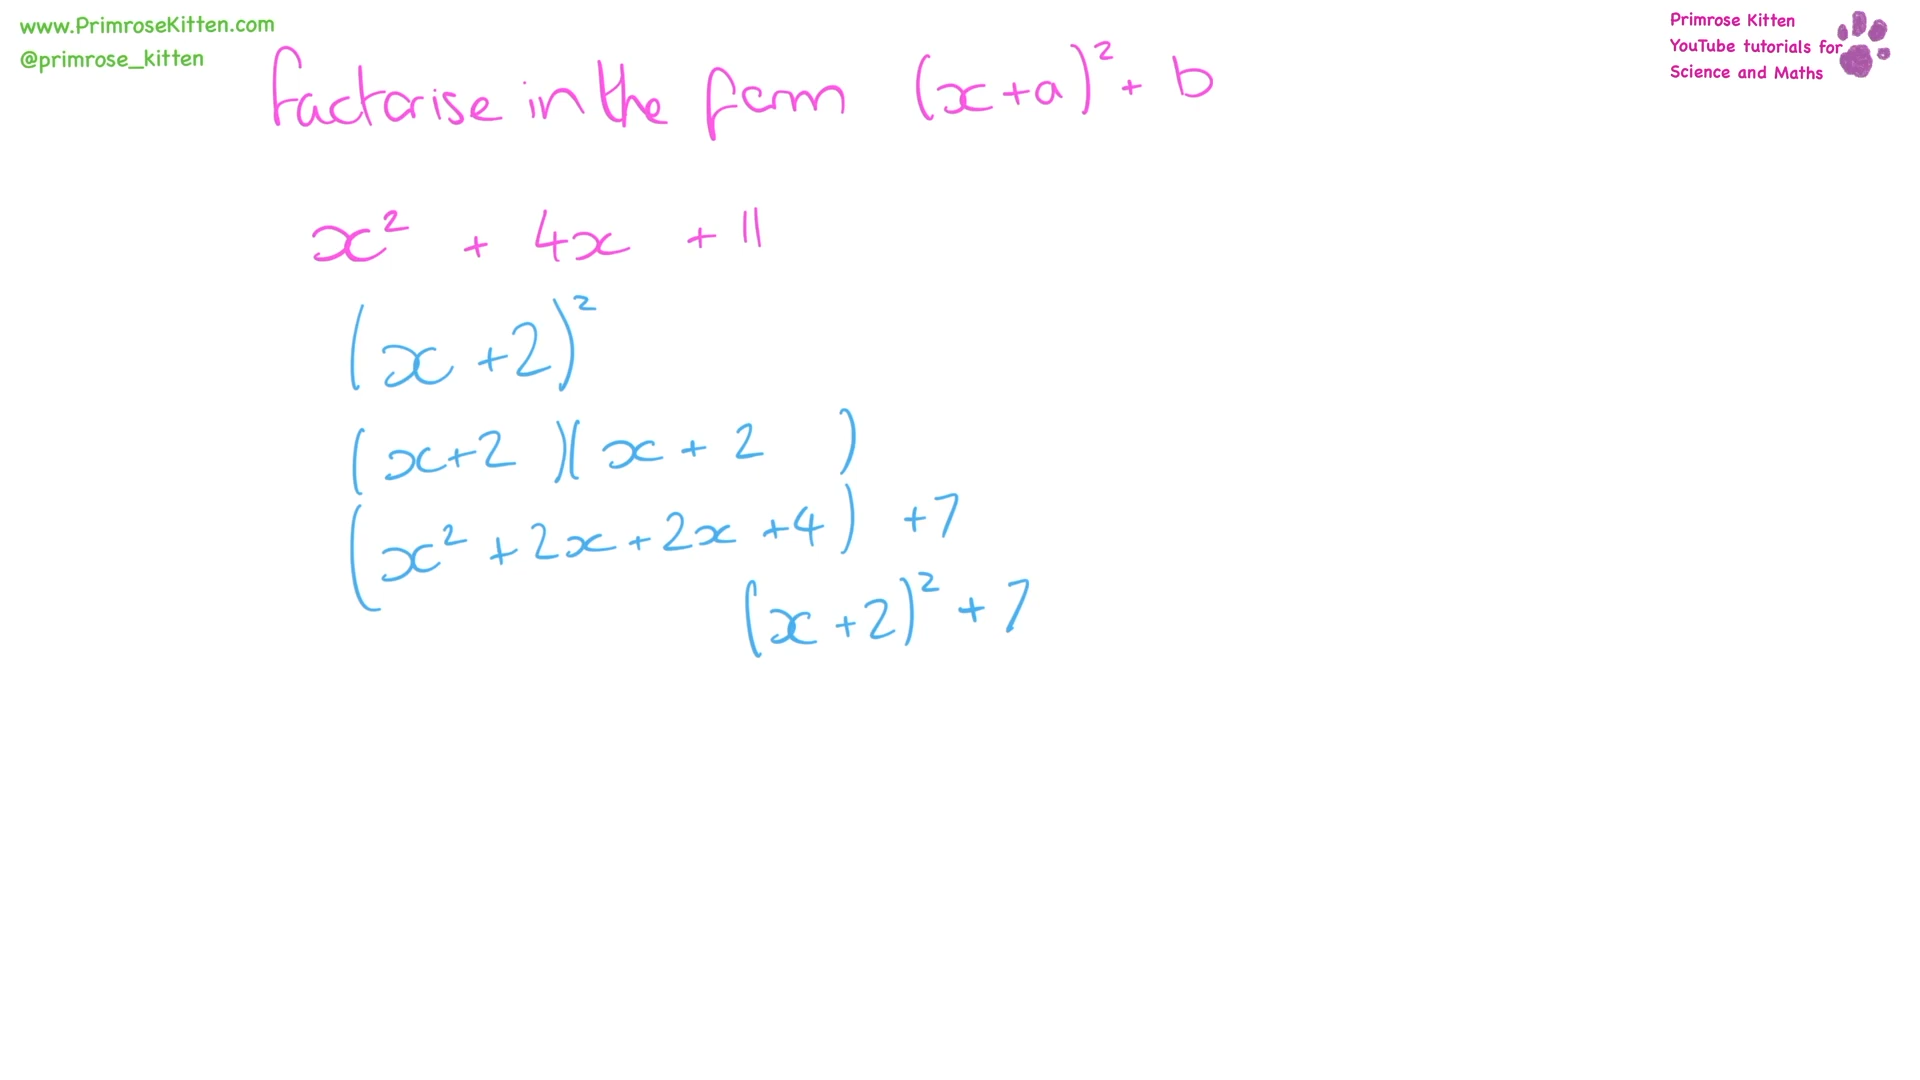 www.PrimroseKitten.com
@primrose_kitten
Primrose Kitten
YouTube tutorials for
Science and Maths
factorise in the form (x+a)² + b
x² + 4x + 11
(x +2)²
(x+2)(x + 2)
(x² + 2x + 2x + 4) +7
(x +2)² + 7